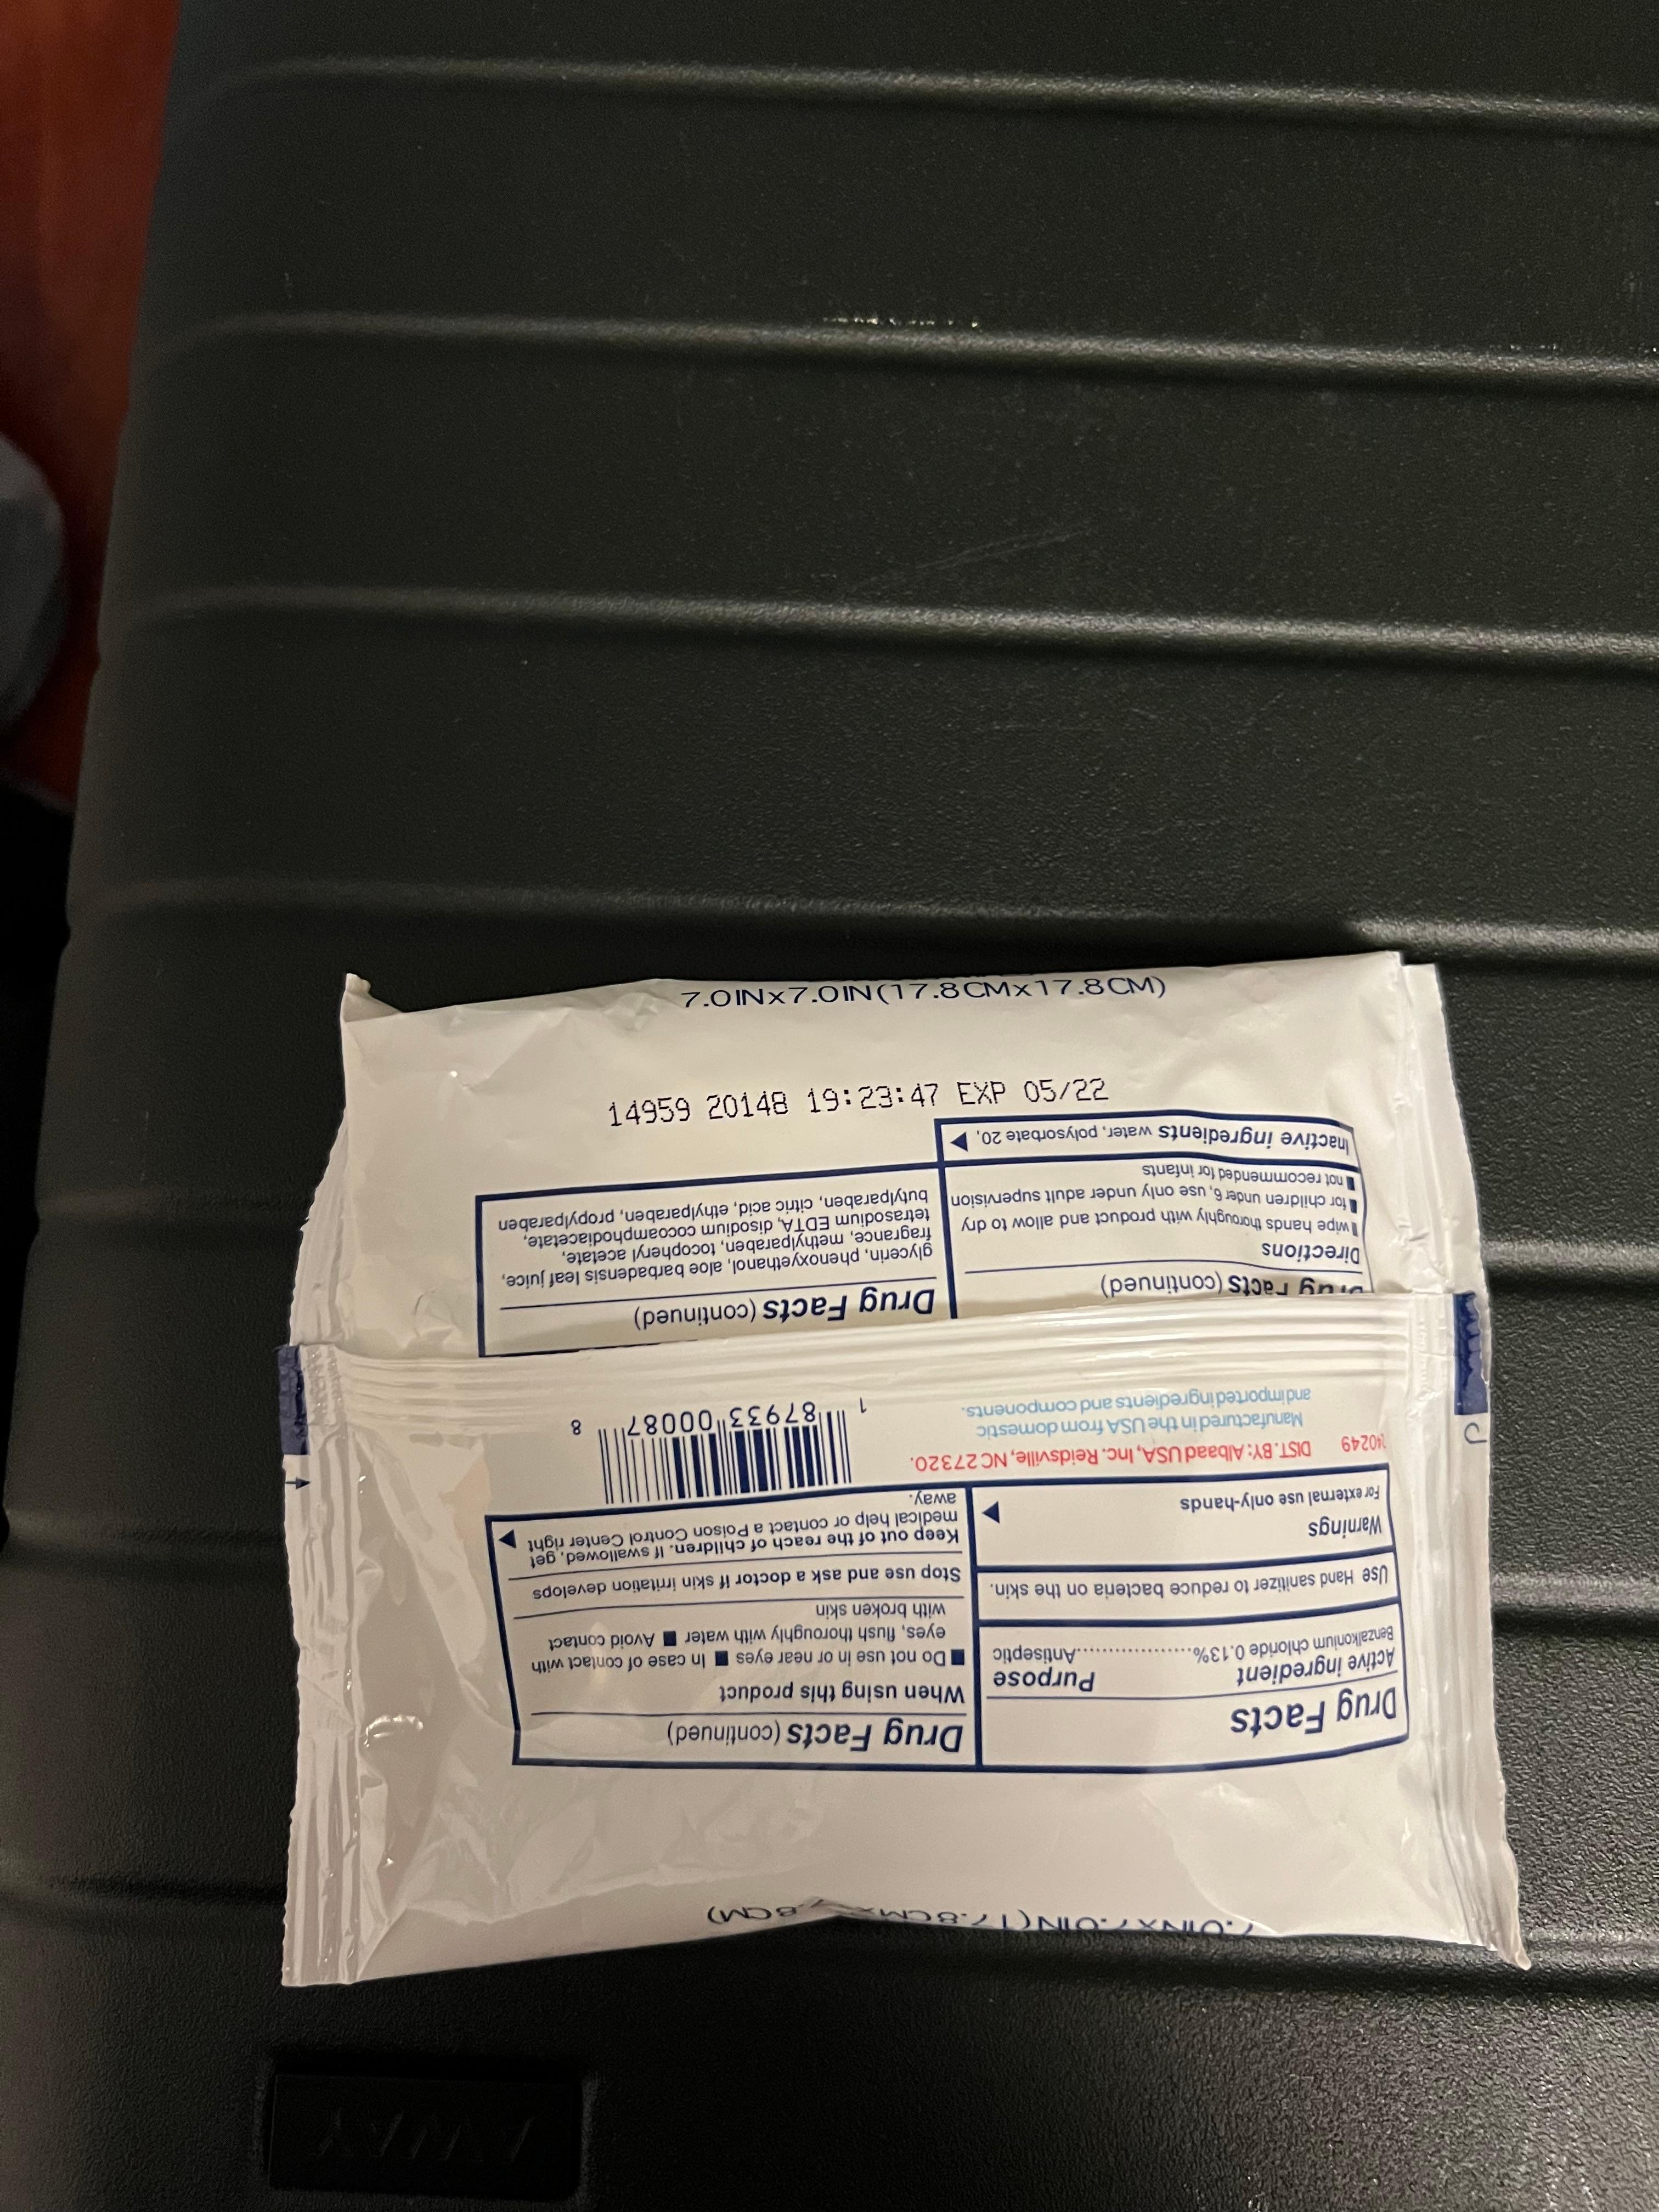 7.0INx7.0IN(17.8CMx17.8CM)
14959 20148 19:23:47 EXP 05/22
Drug Facts
Active ingredient Purpose
Benzalkonium chloride 0.13%..................Antiseptic
Use Hand sanitizer to reduce bacteria on the skin.
Warnings
For external use only-hands
Drug Facts (continued)
When using this product
■ Do not use in or near eyes ■ In case of contact with
eyes, flush thoroughly with water ■ Avoid contact
with broken skin
Stop use and ask a doctor if skin irritation develops
Keep out of the reach of children. If swallowed, get
medical help or contact a Poison Control Center right
away.
40249 DIST. BY: Albaad USA, Inc. Reidsville, NC 27320.
Manufactured in the USA from domestic
and imported ingredients and components.
1 87933 00087 8
Drug Facts (continued)
Directions
■ wipe hands thoroughly with product and allow to dry
■ for children under 6, use only under adult supervision
■ not recommended for infants
Inactive ingredients water, polysorbate 20,
Drug Facts (continued)
glycerin, phenoxyethanol, aloe barbadensis leaf juice,
fragrance, methylparaben, tocopheryl acetate,
tetrasodium EDTA, disodium cocoamphodiacetate,
butylparaben, citric acid, ethylparaben, propylparaben
AWAY